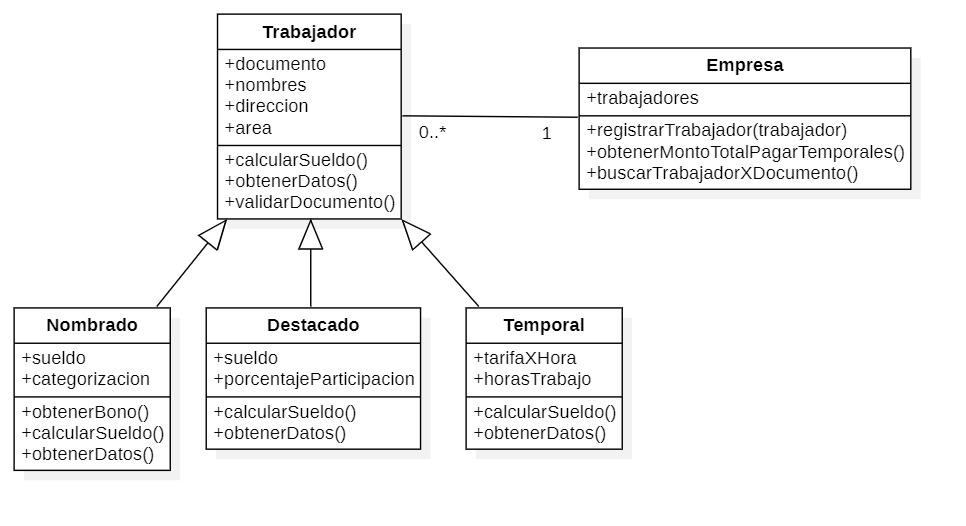 Trabajador
+documento
+nombres
+direccion
+area
+calcularSueldo()
+obtenerDatos()
+validarDocumento()
0..*
1
Empresa
+trabajadores
+registrarTrabajador(trabajador)
+obtenerMontoTotalPagarTemporales()
+buscarTrabajadorXDocumento()
Nombrado
+sueldo
+categorizacion
+obtenerBono()
+calcularSueldo()
+obtenerDatos()
Destacado
+sueldo
+porcentajeParticipacion
+calcularSueldo()
+obtenerDatos()
Temporal
+tarifaXHora
+horasTrabajo
+calcularSueldo()
+obtenerDatos()